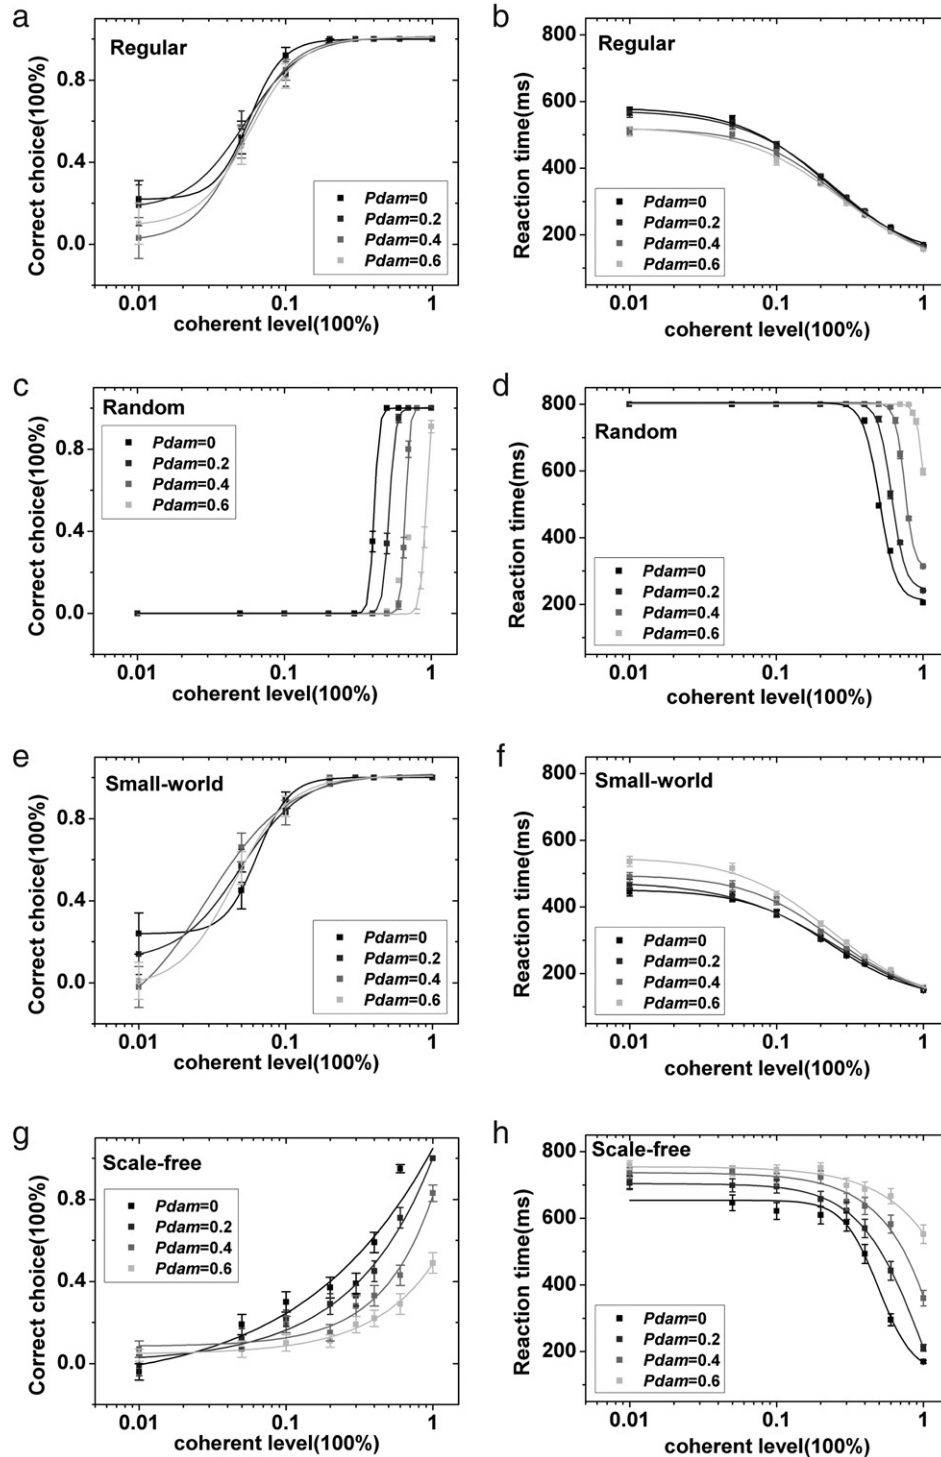 a
Regular
Correct choice(100%)
0.8
0.4
0.0
Pdam=0
Pdam=0.2
Pdam=0.4
Pdam=0.6
0.01
0.1
1
coherent level(100%)
b
Regular
Reaction time(ms)
800
600
400
200
Pdam=0
Pdam=0.2
Pdam=0.4
Pdam=0.6
0.01
0.1
1
coherent level(100%)
c
Random
Correct choice(100%)
0.8
0.4
0.0
Pdam=0
Pdam=0.2
Pdam=0.4
Pdam=0.6
0.01
0.1
1
coherent level(100%)
d
Random
Reaction time(ms)
800
600
400
200
Pdam=0
Pdam=0.2
Pdam=0.4
Pdam=0.6
0.01
0.1
1
coherent level(100%)
e
Small-world
Correct choice(100%)
0.8
0.4
0.0
Pdam=0
Pdam=0.2
Pdam=0.4
Pdam=0.6
0.01
0.1
1
coherent level(100%)
f
Small-world
Reaction time(ms)
800
600
400
200
Pdam=0
Pdam=0.2
Pdam=0.4
Pdam=0.6
0.01
0.1
1
coherent level(100%)
g
Scale-free
Correct choice(100%)
0.8
0.4
0.0
Pdam=0
Pdam=0.2
Pdam=0.4
Pdam=0.6
0.01
0.1
1
coherent level(100%)
h
Scale-free
Reaction time(ms)
800
600
400
200
Pdam=0
Pdam=0.2
Pdam=0.4
Pdam=0.6
0.01
0.1
1
coherent level(100%)